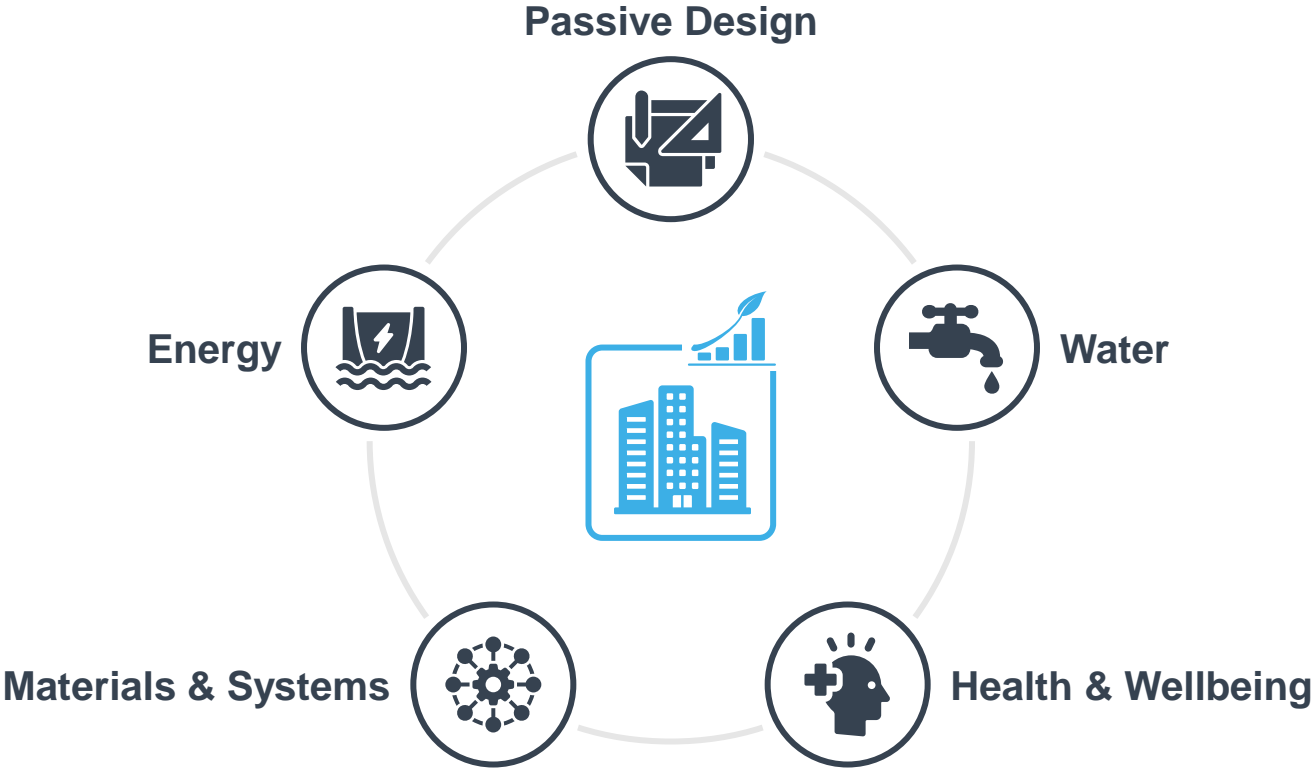 Passive Design
Energy
Water
Materials & Systems
Health & Wellbeing